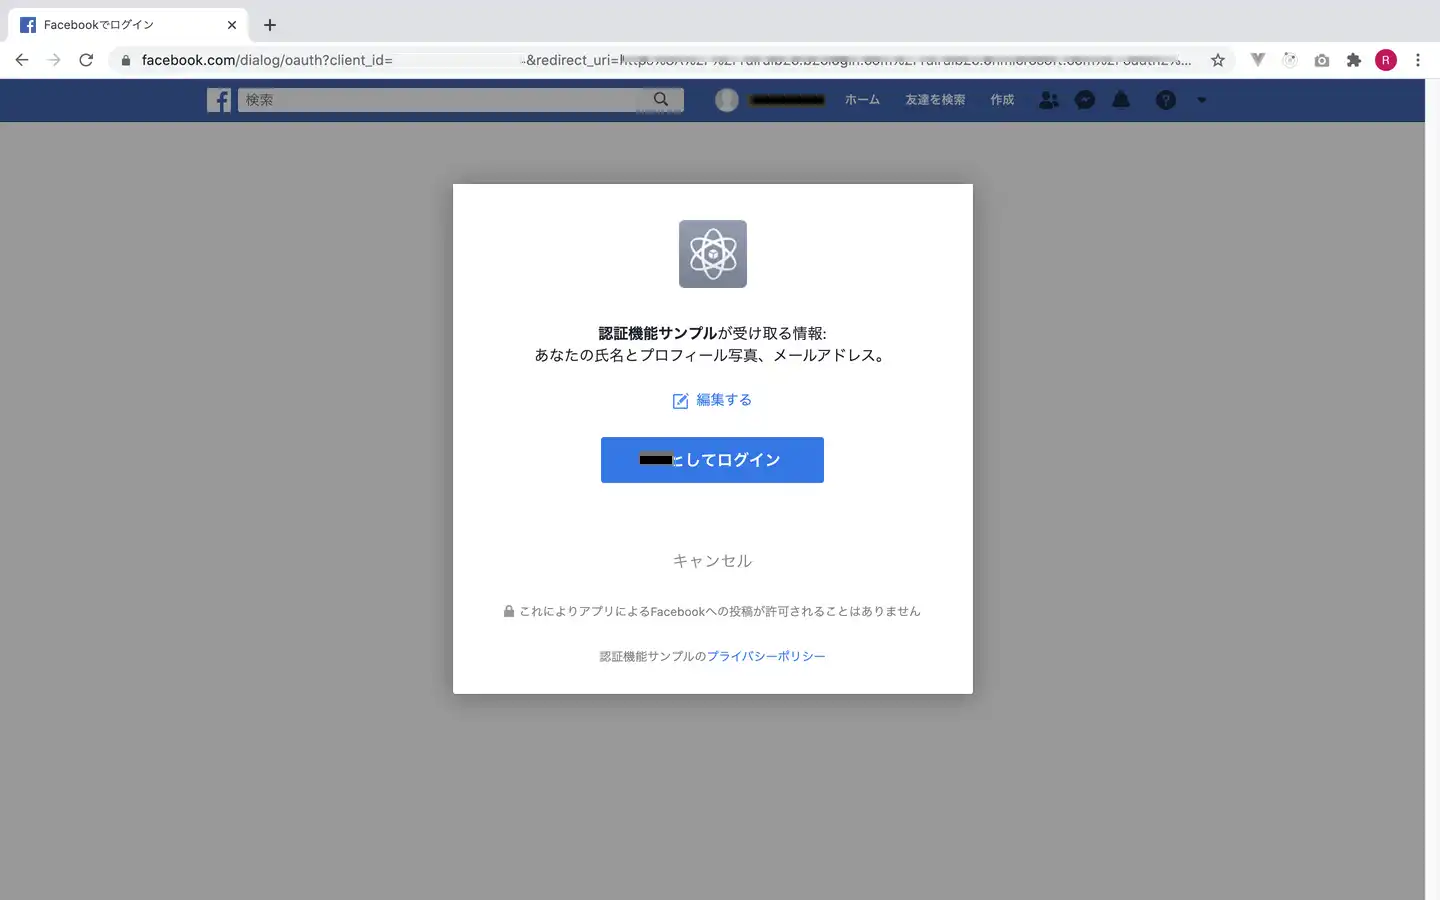 Facebookでログイン
facebook.com/dialog/oauth?client_id= &redirect_uri=
検索
ホーム 友達を検索 作成
R
認証機能サンプルが受け取る情報:
あなたの氏名とプロフィール写真、メールアドレス。
編集する
としてログイン
キャンセル
これによりアプリによるFacebookへの投稿が許可されることはありません
認証機能サンプルのプライバシーポリシー